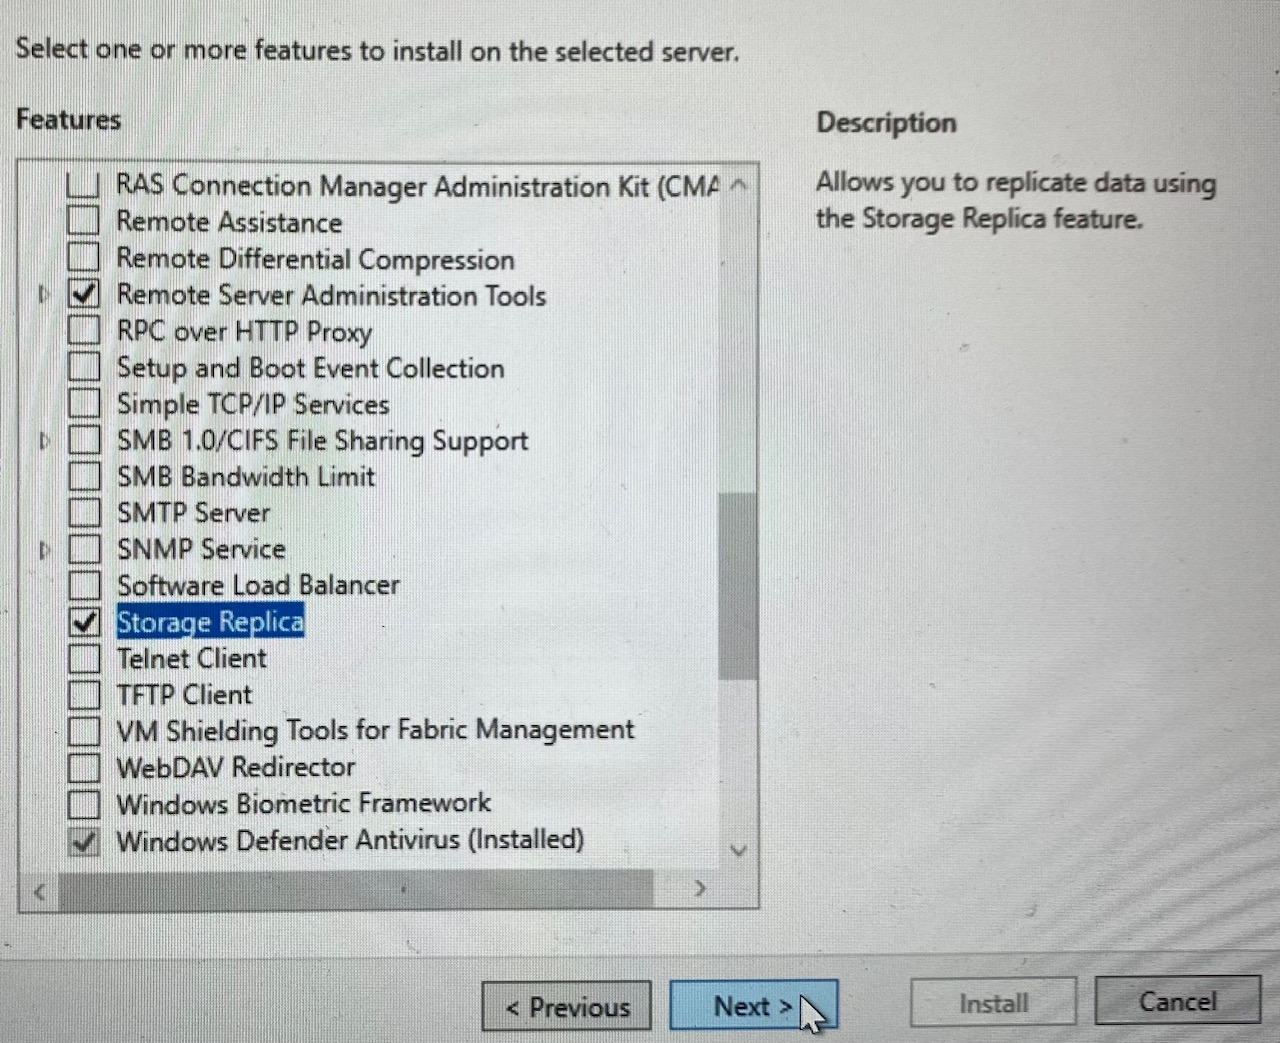 Select one or more features to install on the selected server.
Features
RAS Connection Manager Administration Kit (CMA
Remote Assistance
Remote Differential Compression
Remote Server Administration Tools
RPC over HTTP Proxy
Setup and Boot Event Collection
Simple TCP/IP Services
SMB 1.0/CIFS File Sharing Support
SMB Bandwidth Limit
SMTP Server
SNMP Service
Software Load Balancer
Storage Replica
Telnet Client
TFTP Client
VM Shielding Tools for Fabric Management
WebDAV Redirector
Windows Biometric Framework
Windows Defender Antivirus (Installed)
Description
Allows you to replicate data using
the Storage Replica feature.
< Previous
Next >
Install
Cancel